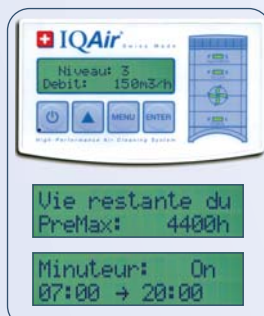 IQAir Swiss Made
Niveau: 3
Debit: 150m3/h
MENU ENTER
High Performance Air Cleaning System
Vie restante du
PreMax: 4400h
Minuteur: On
07:00 → 20:00